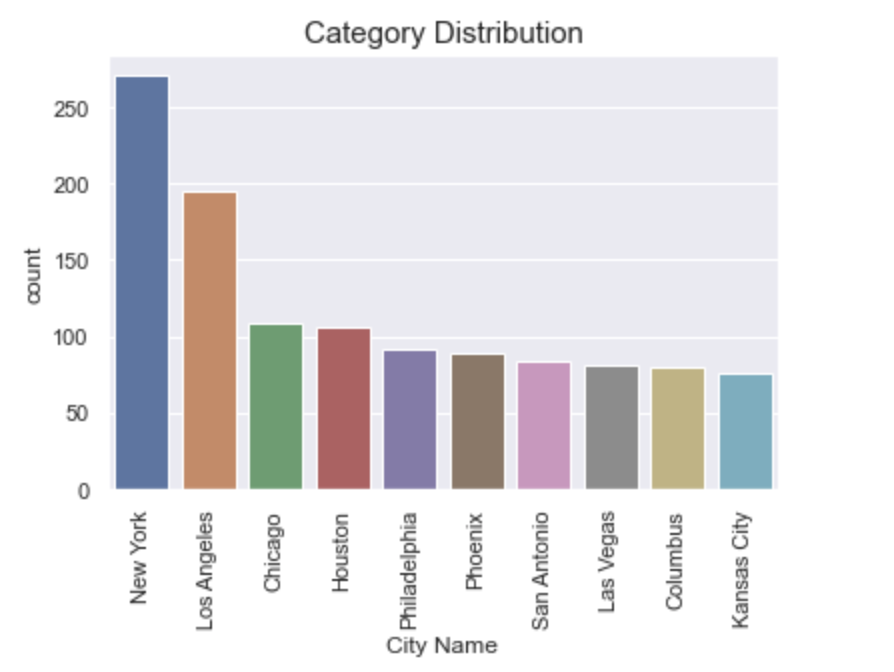 Category Distribution
count
250
200
150
100
50
0
New York
Los Angeles
Chicago
Houston
Philadelphia
Phoenix
San Antonio
Las Vegas
Columbus
Kansas City
City Name